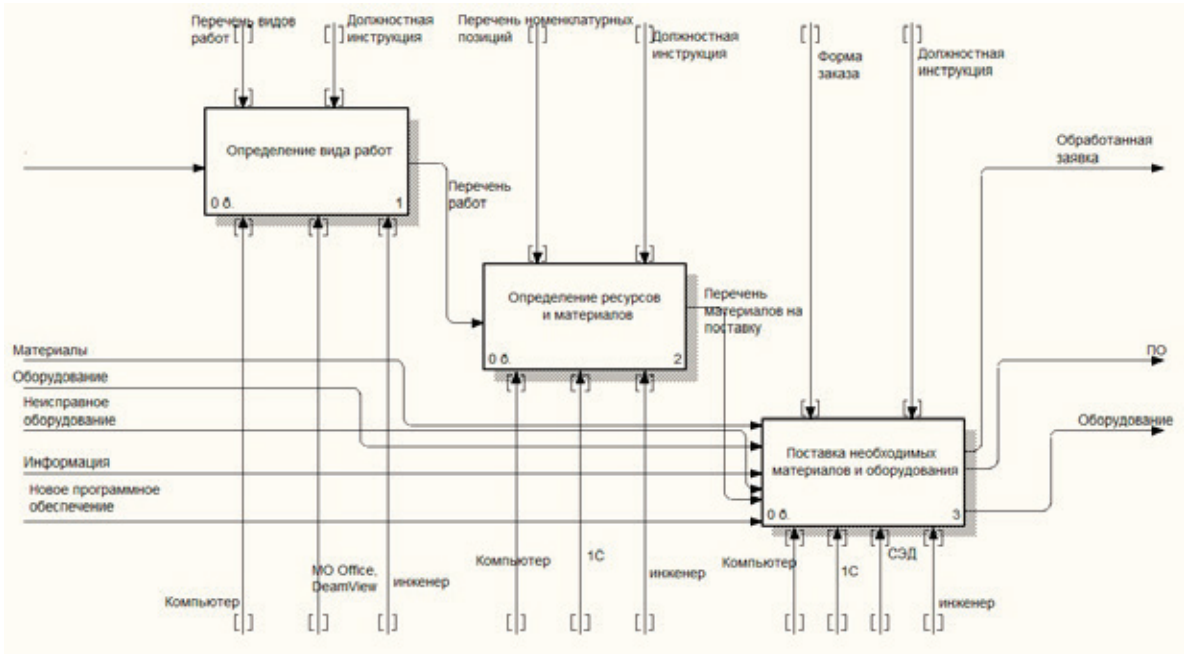 Перечень видов
работ
Должностная
инструкция
Перечень номенклатурных
позиций
Должностная
инструкция
Форма
заказа
Должностная
инструкция
Определение вида работ
0 б.
1
Перечень
работ
Обработанная
заявка
Определение ресурсов
и материалов
0 б.
2
Перечень
материалов на
поставку
Материалы
Оборудование
Неисправное
оборудование
Информация
Новое программное
обеспечение
ПО
Оборудование
Поставка необходимых
материалов и оборудования
0 б.
3
Компьютер
MO Office,
DeamView
инженер
Компьютер
1С
инженер
Компьютер
1С
СЭД
инженер